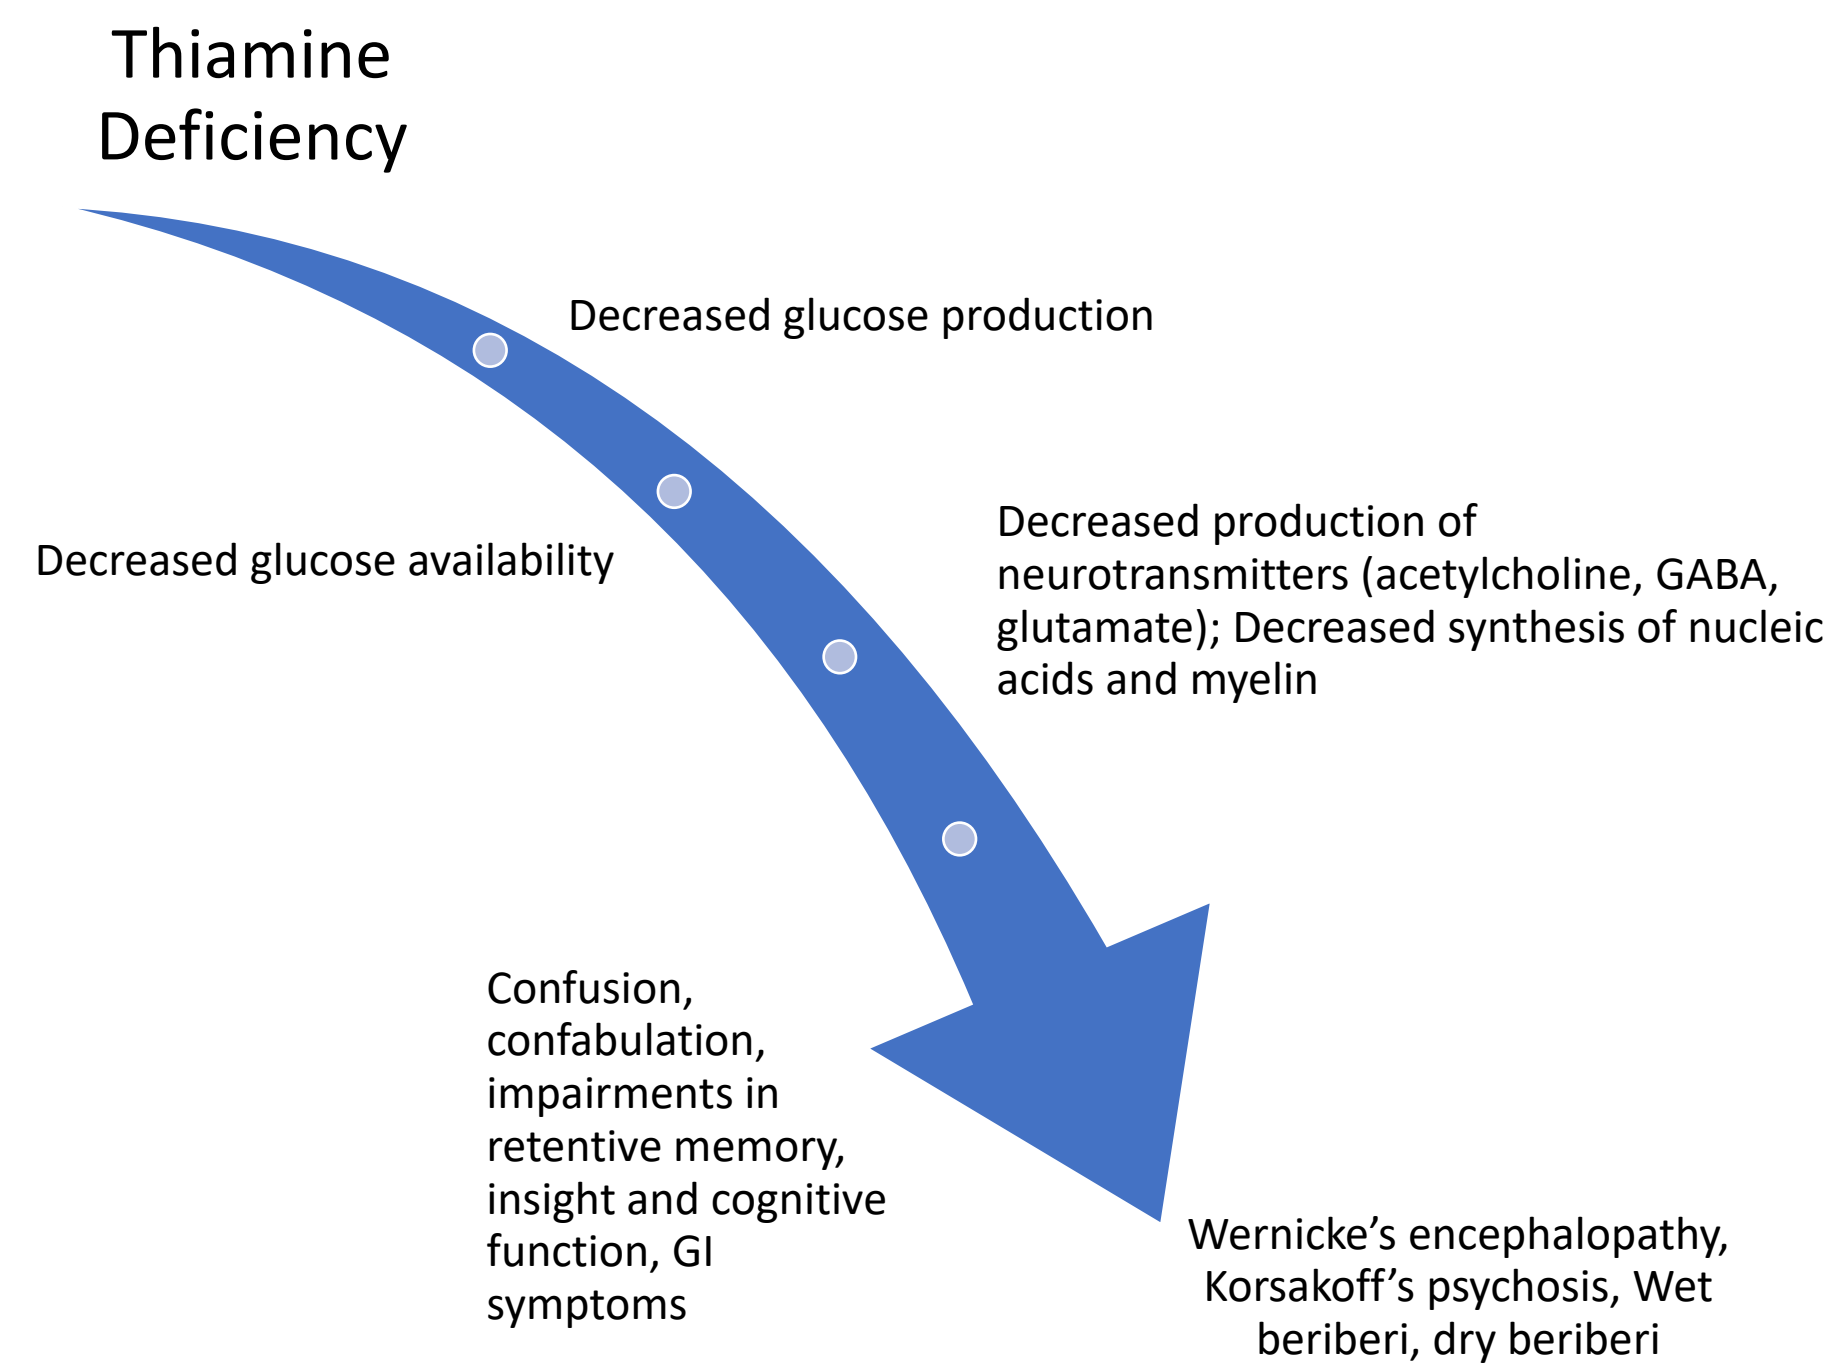 Thiamine
Deficiency
Decreased glucose production
Decreased glucose availability
Decreased production of
neurotransmitters (acetylcholine, GABA,
glutamate); Decreased synthesis of nucleic
acids and myelin
Confusion,
confabulation,
impairments in
retentive memory,
insight and cognitive
function, GI
symptoms
Wernicke’s encephalopathy,
Korsakoff’s psychosis, Wet
beriberi, dry beriberi